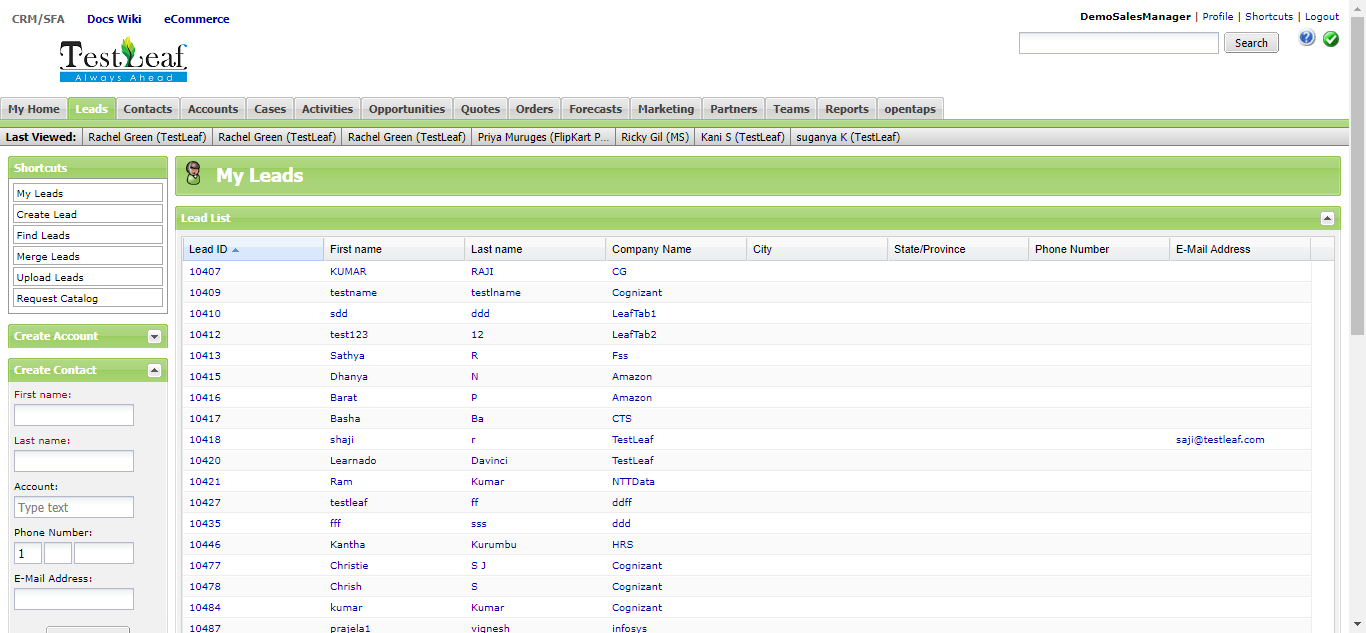 CRM/SFA Docs Wiki eCommerce
DemoSalesManager | Profile | Shortcuts | Logout
TestLeaf
Always Ahead
Search
My Home Leads Contacts Accounts Cases Activities Opportunities Quotes Orders Forecasts Marketing Partners Teams Reports opentaps
Last Viewed: Rachel Green (TestLeaf) Rachel Green (TestLeaf) Rachel Green (TestLeaf) Priya Muruges (FlipKart P... Ricky Gil (MS) Kani S (TestLeaf) suganya K (TestLeaf)
Shortcuts
My Leads
Create Lead
Find Leads
Merge Leads
Upload Leads
Request Catalog
Create Account
Create Contact
First name:
Last name:
Account:
Type text
Phone Number:
1
E-Mail Address:
My Leads
Lead List
Lead ID First name Last name Company Name City State/Province Phone Number E-Mail Address
10407 KUMAR RAJI CG
10409 testname testlname Cognizant
10410 sdd ddd LeafTab1
10412 test123 12 LeafTab2
10413 Sathya R Fss
10415 Dhanya N Amazon
10416 Barat P Amazon
10417 Basha Ba CTS
10418 shaji r TestLeaf saji@testleaf.com
10420 Learnado Davinci TestLeaf
10421 Ram Kumar NTTData
10427 testleaf ff ddff
10435 fff sss ddd
10446 Kantha Kurumbu HRS
10477 Christie S J Cognizant
10478 Chrish S Cognizant
10484 kumar Kumar Cognizant
10487 prajela1 vignesh infosys